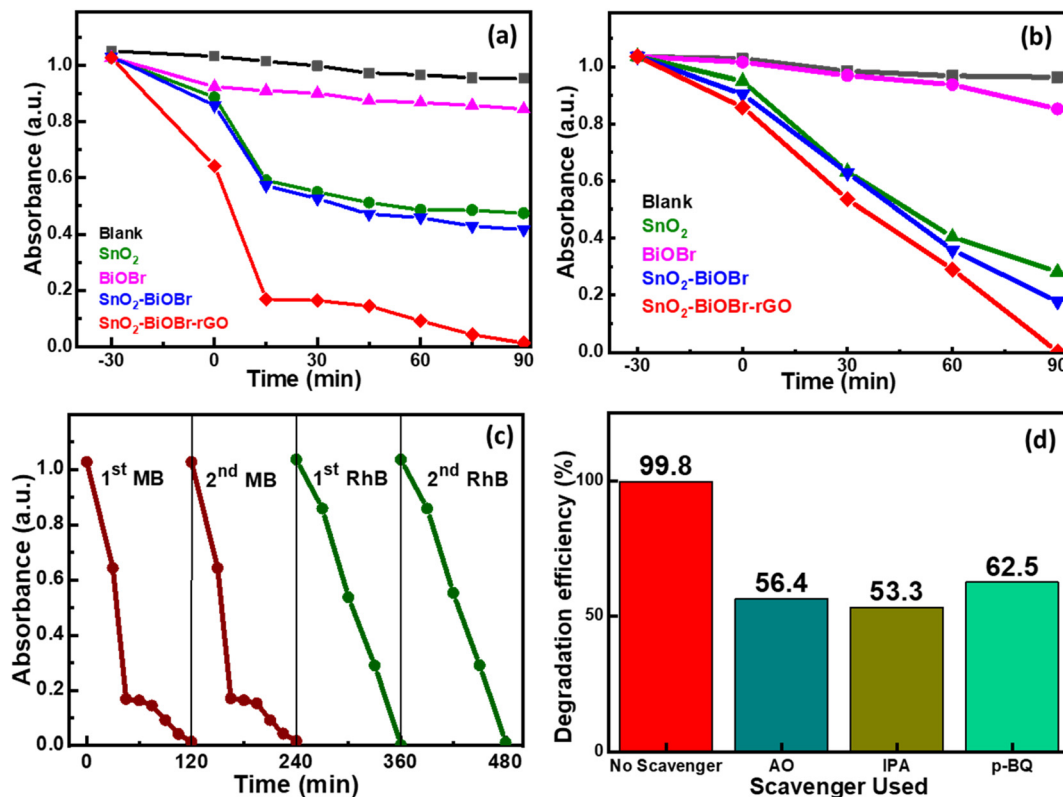 (a)
Absorbance (a.u.)
1.0
0.8
0.6
0.4
0.2
0.0
Blank
SnO₂
BiOBr
SnO₂-BiOBr
SnO₂-BiOBr-rGO
-30 0 30 60 90
Time (min)
(b)
Absorbance (a.u.)
1.0
0.8
0.6
0.4
0.2
0.0
Blank
SnO₂
BiOBr
SnO₂-BiOBr
SnO₂-BiOBr-rGO
-30 0 30 60 90
Time (min)
(c)
Absorbance (a.u.)
1.0
0.8
0.6
0.4
0.2
0.0
1st MB 2nd MB 1st RhB 2nd RhB
0 120 240 360 480
Time (min)
(d)
Degradation efficiency (%)
100
50
0
99.8
56.4
53.3
62.5
No Scavenger AO IPA p-BQ
Scavenger Used